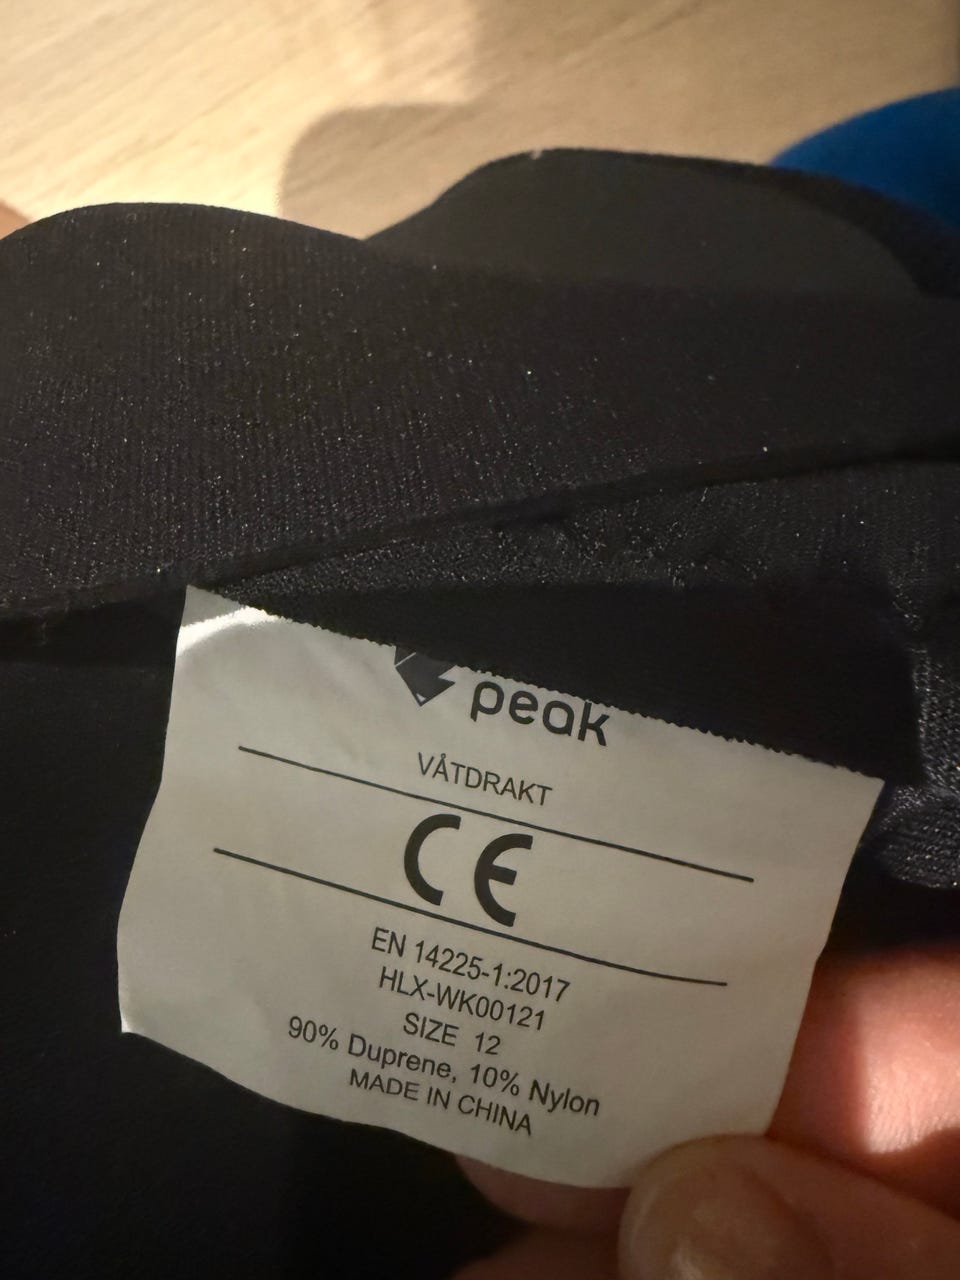 peak
VÅTDRAKT
CE
EN 14225-1:2017
HLX-WK00121
SIZE 12
90% Duprene, 10% Nylon
MADE IN CHINA